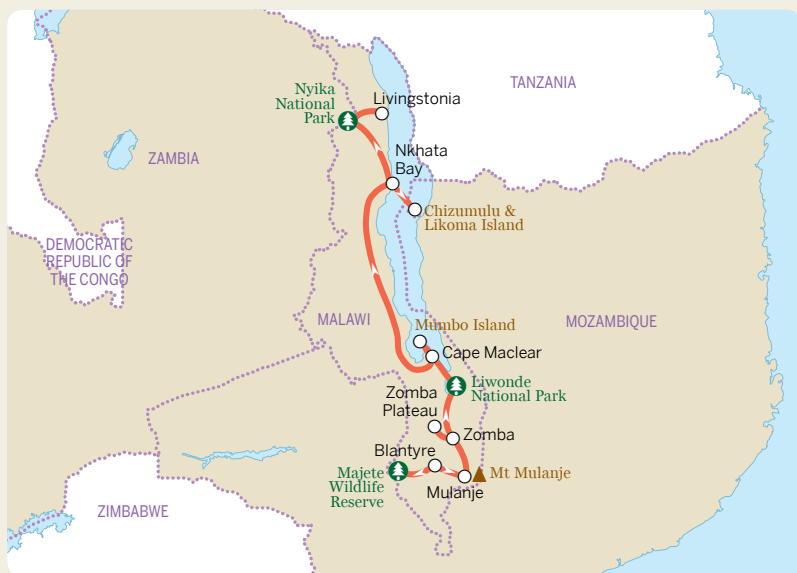 TANZANIA
Nyika
National
Park
Livingstonia
Nkhata
Bay
ZAMBIA
Chizumulu &
Likoma Island
DEMOCRATIC
REPUBLIC OF
THE CONGO
MALAWI
Mumbo Island
MOZAMBIQUE
Cape Maclear
Liwonde
National Park
Zomba
Plateau
Zomba
Blantyre
Majete
Wildlife
Reserve
Mt Mulanje
Mulanje
ZIMBABWE